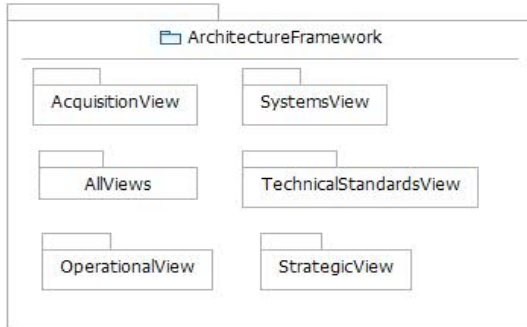 ArchitectureFramework
AcquisitionView
SystemsView
AllViews
TechnicalStandardsView
OperationalView
StrategicView